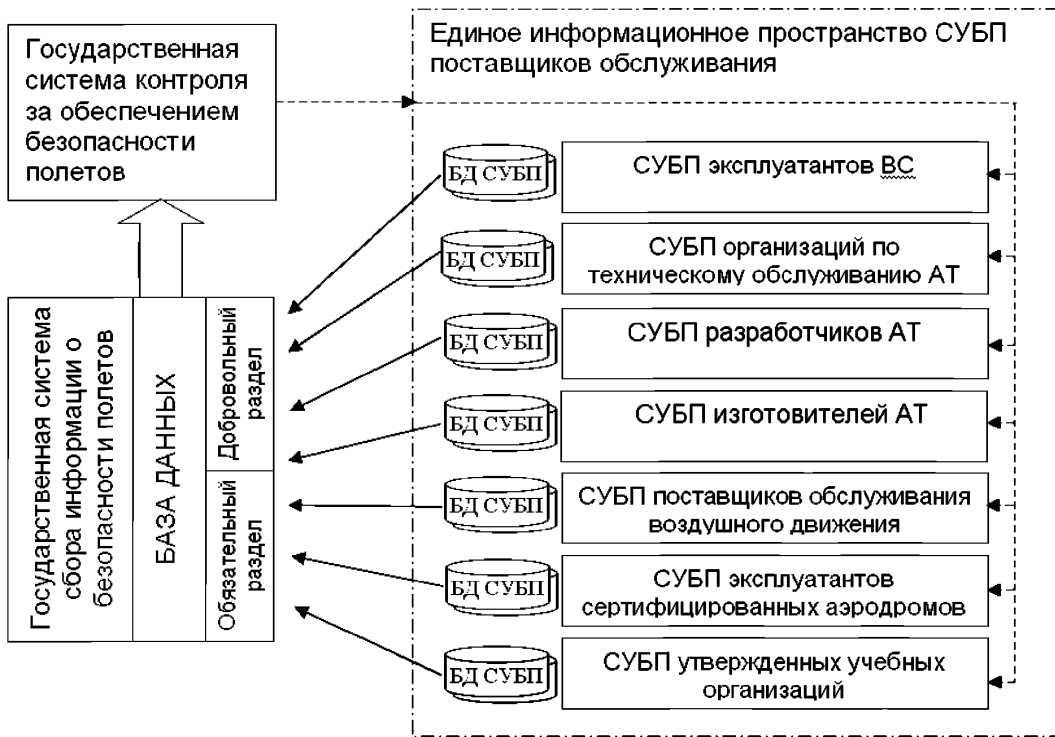 Государственная
система контроля
за обеспечением
безопасности
полетов
Единое информационное пространство СУБП
поставщиков обслуживания
БД СУБП
СУБП эксплуатантов ВС
БД СУБП
СУБП организаций по
техническому обслуживанию АТ
БД СУБП
СУБП разработчиков АТ
БД СУБП
СУБП изготовителей АТ
БД СУБП
СУБП поставщиков обслуживания
воздушного движения
БД СУБП
СУБП эксплуатантов
сертифицированных аэродромов
БД СУБП
СУБП утвержденных учебных
организаций
Государственная система
сбора информации о
безопасности полетов
БАЗА ДАННЫХ
Добровольный
раздел
Обязательный
раздел